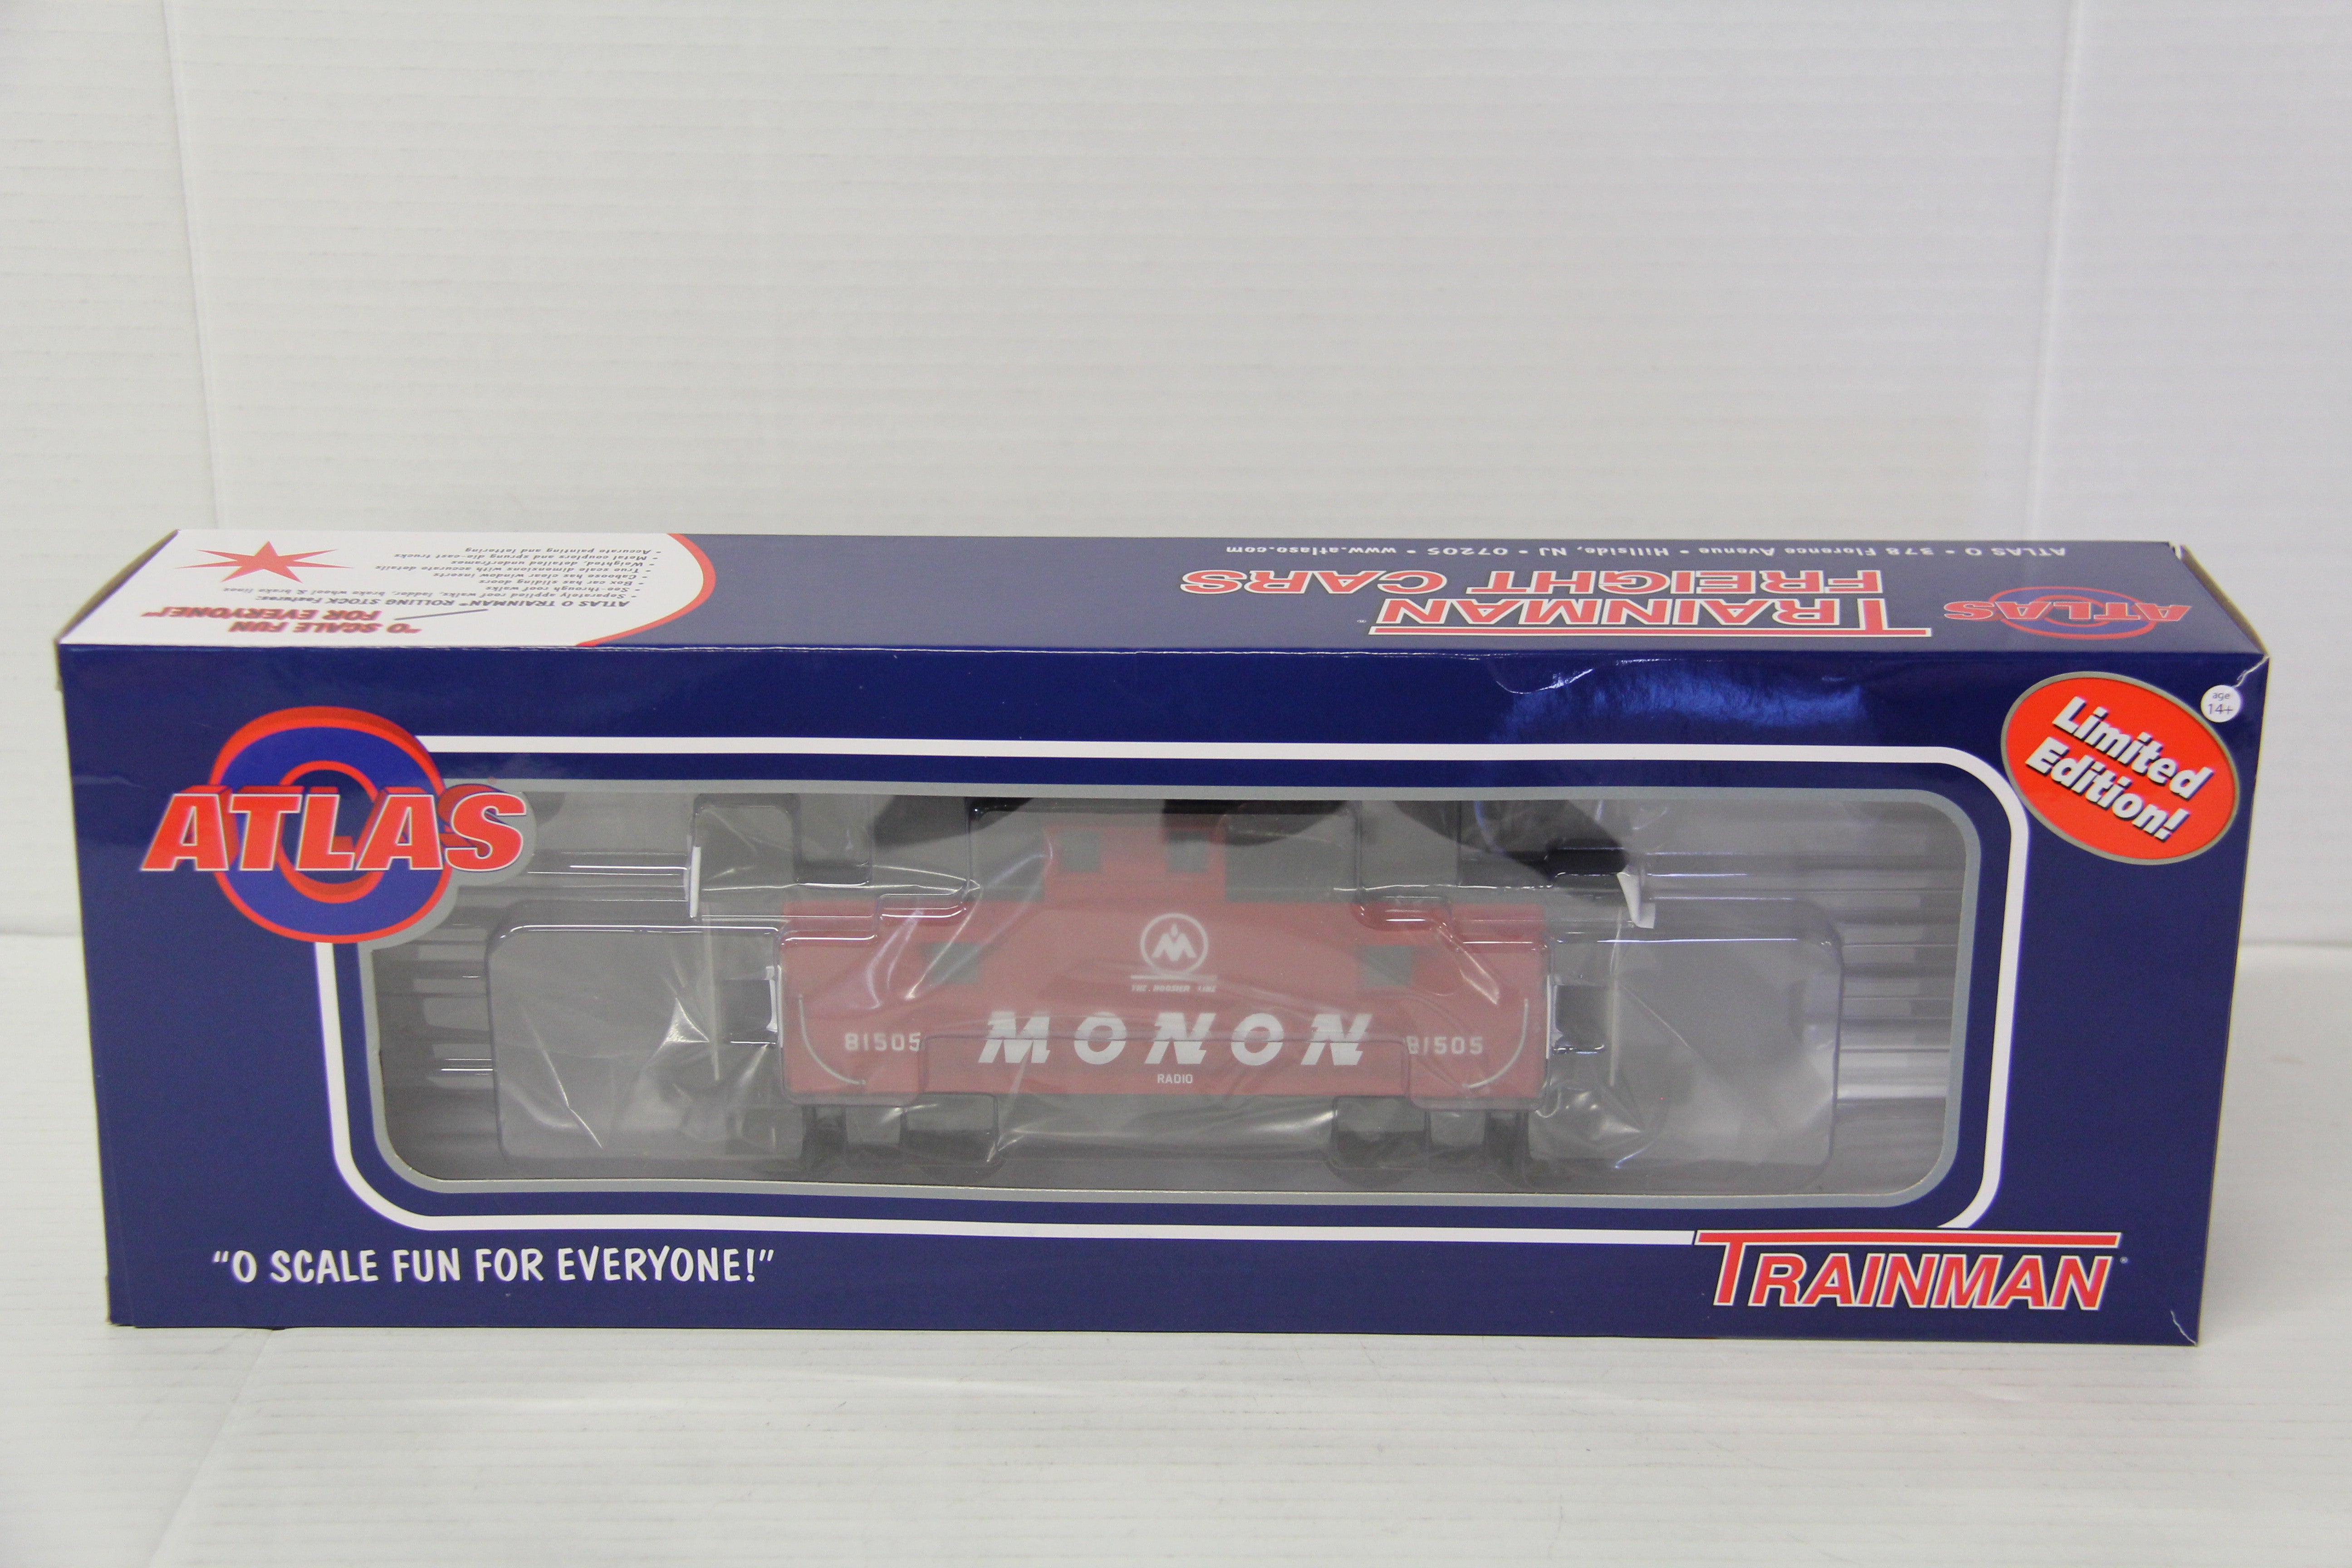 "O SCALE FUN
FOR EVERYONE!"
ATLAS O TRAINMAN® ROLLING STOCK Features:
• Separately applied roof walks, ladder, brake wheel & brake lines
• See-through roof walks
• Box car has sliding doors
• Caboose has clear window inserts
• True scale dimensions with accurate details
• Weighted, detailed underframes
• Metal couplers and sprung die-cast trucks
• Accurate painting and lettering
ATLAS
TRAINMAN
FREIGHT CARS
ATLAS O • 378 Florence Avenue • Hillside, NJ • 07205 • www.atlaso.com
ATLAS
Limited
Edition!
age
14+
M
THE HOOSIER LINE
81505 MONON 81505
RADIO
"O SCALE FUN FOR EVERYONE!"
TRAINMAN®